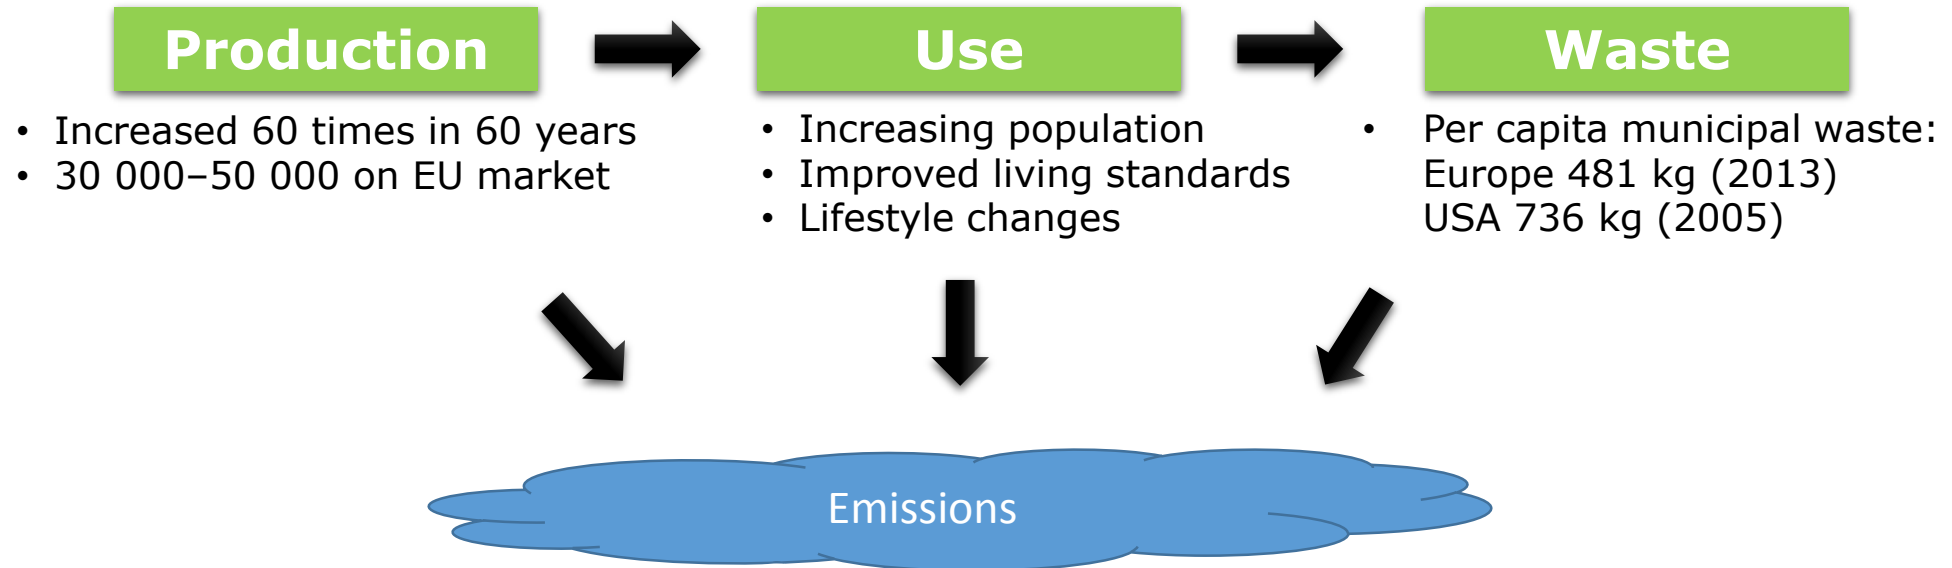 Production
• Increased 60 times in 60 years
• 30 000–50 000 on EU market
Use
• Increasing population
• Improved living standards
• Lifestyle changes
Waste
• Per capita municipal waste:
Europe 481 kg (2013)
USA 736 kg (2005)
Emissions